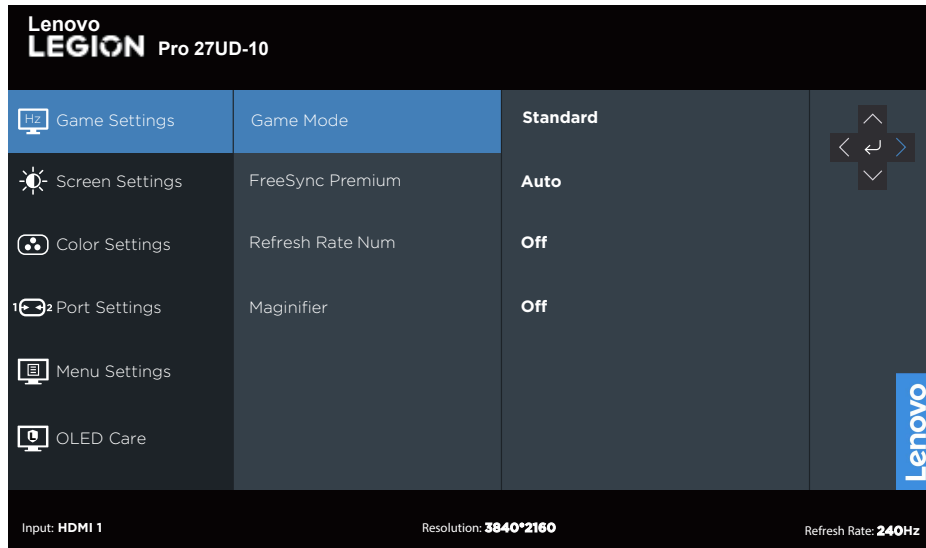 Lenovo
LEGION Pro 27UD-10
Hz Game Settings Game Mode Standard
Screen Settings FreeSync Premium Auto
Color Settings Refresh Rate Num Off
1 2 Port Settings Maginifier Off
Menu Settings
OLED Care
Lenovo
Input: HDMI 1 Resolution: 3840*2160 Refresh Rate: 240Hz